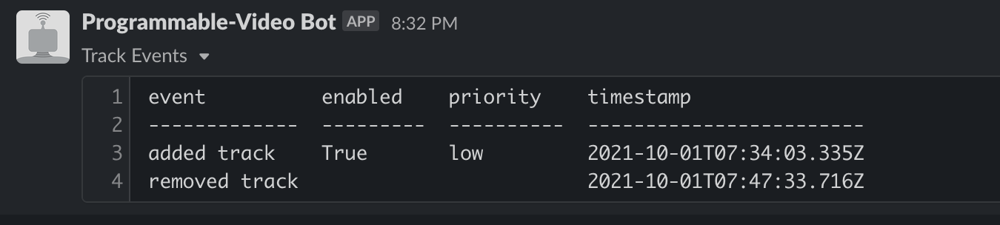 Programmable-Video Bot APP 8:32 PM
Track Events
1 event enabled priority timestamp
2 ------------- --------- ---------- ------------------------
3 added track True low 2021-10-01T07:34:03.335Z
4 removed track 2021-10-01T07:47:33.716Z